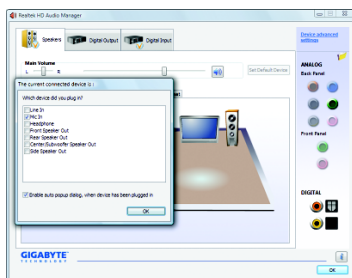 Realtek HD Audio Manager
Speakers
Digital Output
Digital Input
Device advanced settings
Main Volume
L
R
Set Default Device
ANALOG
Back Panel
The current connected device is :
Which device did you plug in?
Line In
Mic In
Headphone
Front Speaker Out
Rear Speaker Out
Center/Subwoofer Speaker Out
Side Speaker Out
Enable auto popup dialog, when device has been plugged in
OK
Front Panel
DIGITAL
GIGABYTE
TECHNOLOGY
OK